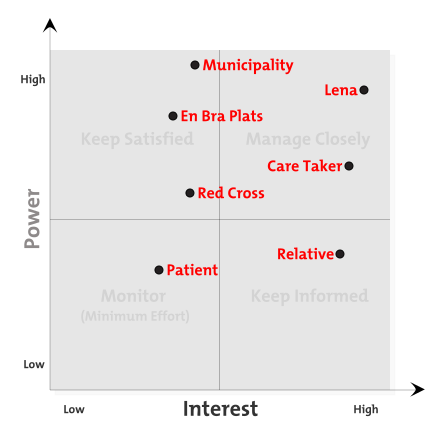 High
Municipality
Lena
En Bra Plats
Keep Satisfied
Manage Closely
Care Taker
Red Cross
Power
Relative
Patient
Monitor
(Minimum Effort)
Keep Informed
Low
Low
Interest
High